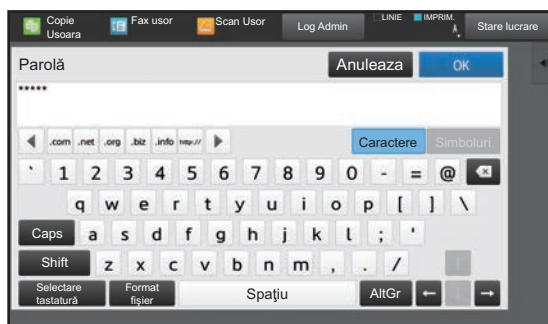 Copie Usoara
Fax usor
Scan Usor
Log Admin
LINIE
IMPRIM.
Stare lucrare
Parolă
Anuleaza
OK
*****
.com .net .org .biz .info http://
Caractere
Simboluri
` 1 2 3 4 5 6 7 8 9 0 - = @
q w e r t y u i o p [ ] \
Caps a s d f g h j k l ; '
Shift z x c v b n m , . /
Selectare tastatură
Format fişier
Spaţiu
AltGr ← ↓ →